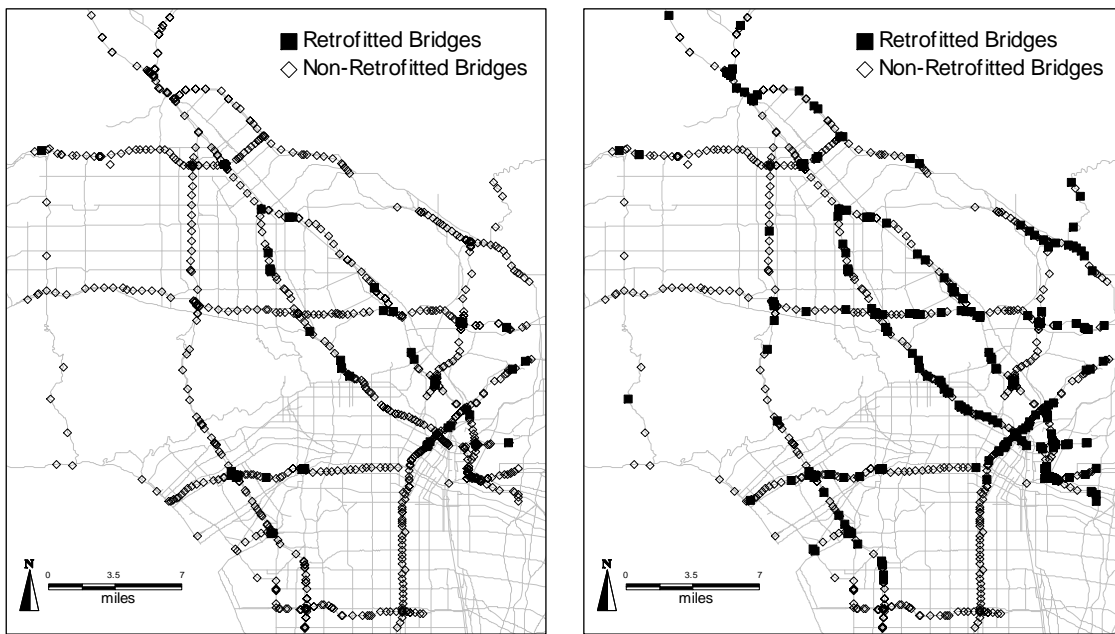 Retrofitted Bridges
Non-Retrofitted Bridges
N
0 3.5 7
miles
Retrofitted Bridges
Non-Retrofitted Bridges
N
0 3.5 7
miles